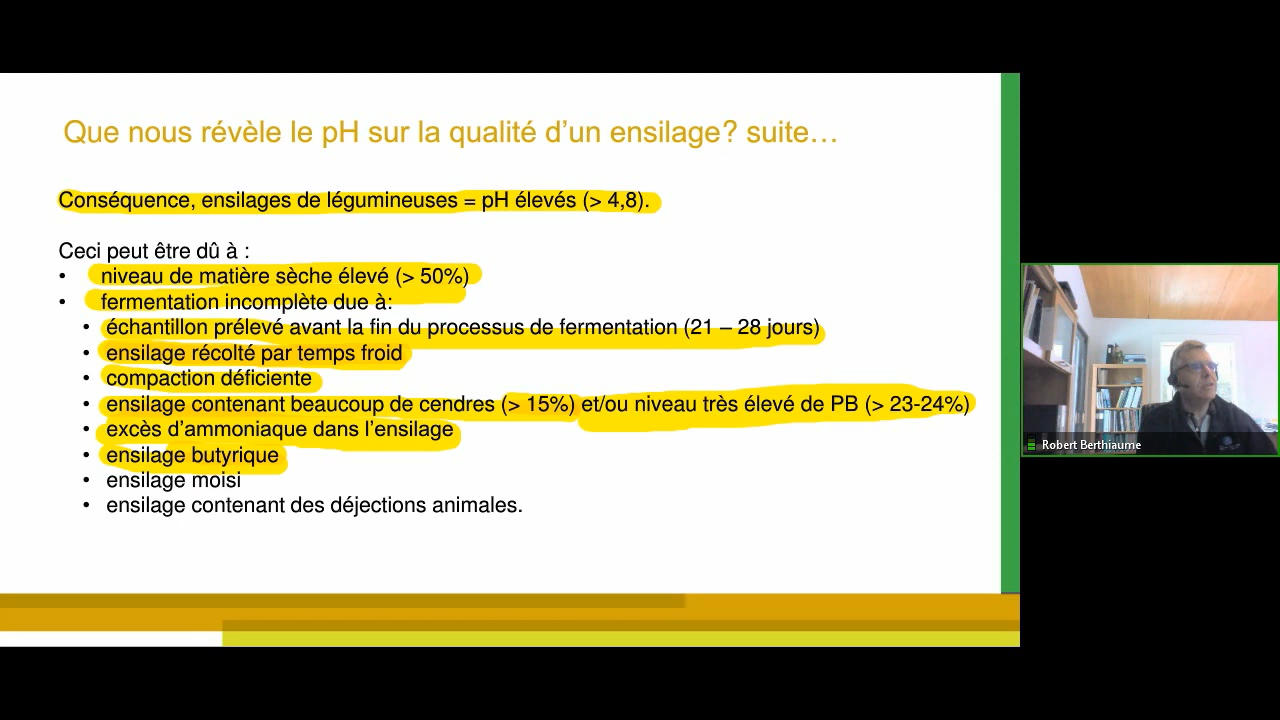 Que nous révèle le pH sur la qualité d’un ensilage? suite…
Conséquence, ensilages de légumineuses = pH élevés (> 4,8).
Ceci peut être dû à :
• niveau de matière sèche élevé (> 50%)
• fermentation incomplète due à:
• échantillon prélevé avant la fin du processus de fermentation (21 – 28 jours)
• ensilage récolté par temps froid
• compaction déficiente
• ensilage contenant beaucoup de cendres (> 15%) et/ou niveau très élevé de PB (> 23-24%)
• excès d’ammoniaque dans l’ensilage
• ensilage butyrique
• ensilage moisi
• ensilage contenant des déjections animales.
Robert Berthiaume